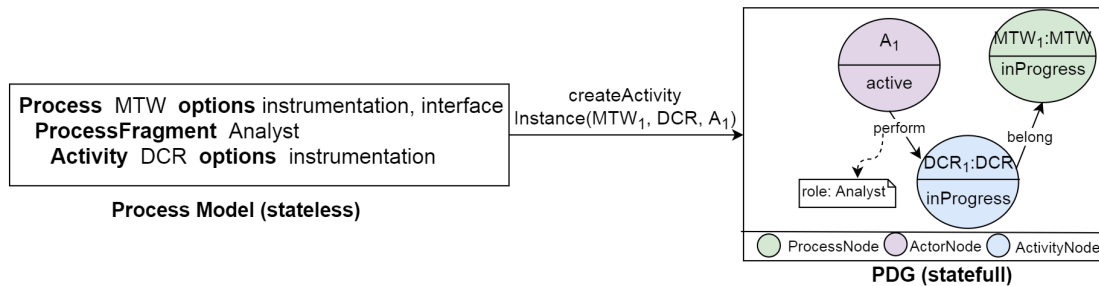 Process MTW options instrumentation, interface
ProcessFragment Analyst
Activity DCR options instrumentation
Process Model (stateless)
createActivity
Instance(MTW₁, DCR, A₁)
A₁
active
MTW₁:MTW
inProgress
perform
belong
role: Analyst
DCR₁:DCR
inProgress
ProcessNode ActorNode ActivityNode
PDG (statefull)